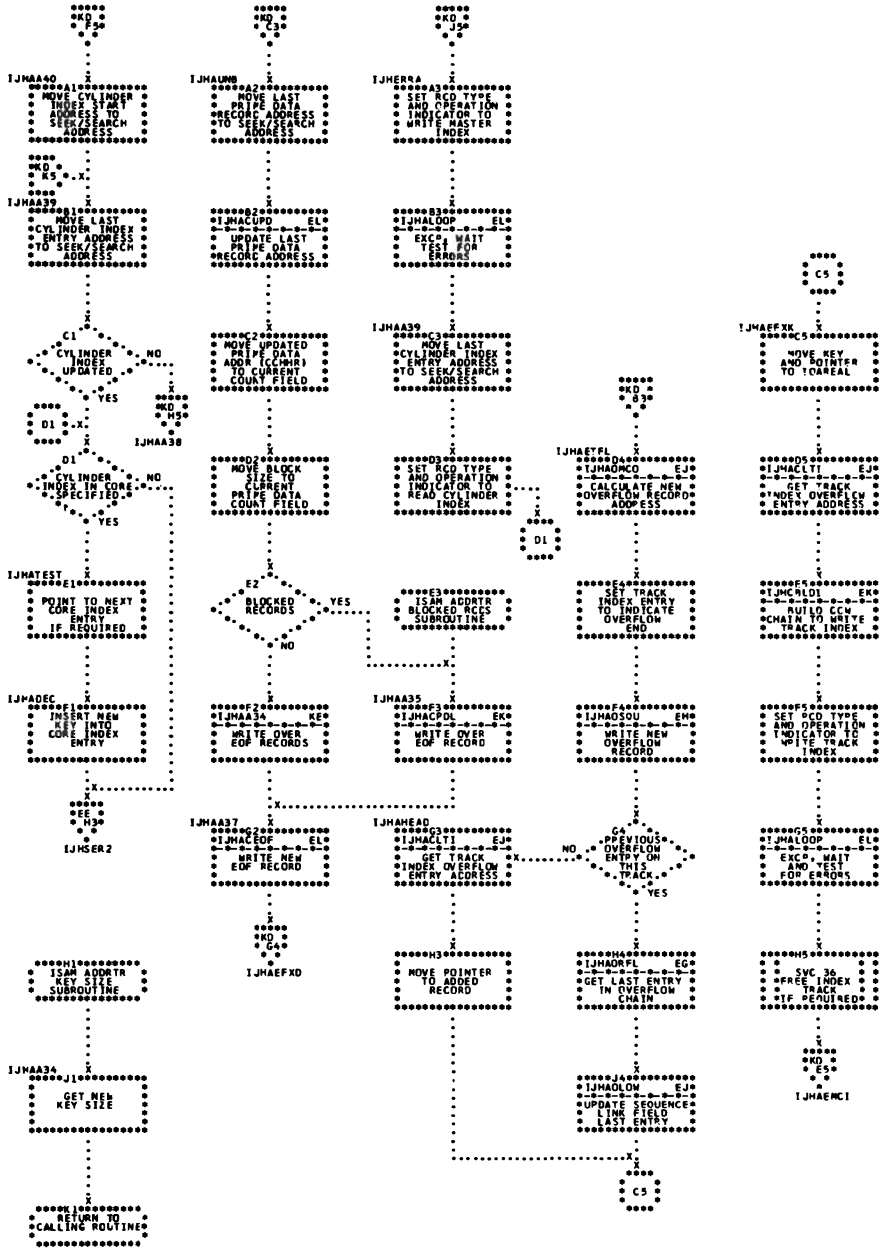 KD
F5
IJHAA40
A1
MOVE CYLINDER
INDEX START
ADDRESS TO
SEEK/SEARCH
ADDRESS
KD
K5
IJHAA39
B1
MOVE LAST
CYLINDER INDEX
ENTRY ADDRESS
TO SEEK/SEARCH
ADDRESS
C1
CYLINDER
INDEX
UPDATED
NO
YES
KD
H5
IJHAA38
D1
D1
CYLINDER
INDEX IN CORE
SPECIFIED
NO
YES
IJHATEST
E1
POINT TO NEXT
CORE INDEX
ENTRY
IF REQUIRED
IJHADEC
F1
INSERT NEW
KEY INTO
CORE INDEX
ENTRY
EE
H3
IJHSER2
H1
ISAM ADDRTR
KEY SIZE
SUBROUTINE
IJHAA34
J1
GET NEW
KEY SIZE
K1
RETURN TO
CALLING ROUTINE
KD
C3
IJHAUNB
A2
MOVE LAST
PRIME DATA
RECORD ADDRESS
TO SEEK/SEARCH
ADDRESS
B2
IJHACUPD EL
UPDATE LAST
PRIME DATA
RECORD ADDRESS
C2
MOVE UPDATED
PRIME DATA
ADDR (CCHHR)
TO CURRENT
COUNT FIELD
D2
MOVE BLOCK
SIZE TO
CURRENT
PRIME DATA
COUNT FIELD
E2
BLOCKED
RECORDS
YES
NO
F2
IJHAA34 KE
WRITE OVER
EOF RECORDS
IJHAA37
G2
IJHACEOF EL
WRITE NEW
EOF RECORD
KD
G4
IJHAEFXD
KD
J5
IJHERRA
A3
SET RCD TYPE
AND OPERATION
INDICATOR TO
WRITE MASTER
INDEX
B3
IJHALOOP EL
EXCP, WAIT
TEST FOR
ERRORS
IJHAA39
C3
MOVE LAST
CYLINDER INDEX
ENTRY ADDRESS
TO SEEK/SEARCH
ADDRESS
D3
SET RCD TYPE
AND OPERATION
INDICATOR TO
READ CYLINDER
INDEX
D1
E3
ISAM ADDRTR
BLOCKED RCDS
SUBROUTINE
IJHAA35
F3
IJHACPDL EK
WRITE OVER
EOF RECORD
IJHAHEAD
G3
IJHACLTI EJ
GET TRACK
INDEX OVERFLOW
ENTRY ADDRESS
H3
MOVE POINTER
TO ADDED
RECORD
KD
B3
IJHAETFL
D4
IJHAOMCO EJ
CALCULATE NEW
OVERFLOW RECORD
ADDRESS
E4
SET TRACK
INDEX ENTRY
TO INDICATE
OVERFLOW
END
F4
IJHAOSOU EH
WRITE NEW
OVERFLOW
RECORD
G4
PREVIOUS
OVERFLOW
ENTRY ON
THIS
TRACK
NO
YES
H4
IJHAORFL EG
GET LAST ENTRY
IN OVERFLOW
CHAIN
J4
IJHAOLOW EJ
UPDATE SEQUENCE
LINK FIELD
LAST ENTRY
C5
C5
IJHAEFXK
C5
MOVE KEY
AND POINTER
TO IOAREAL
D5
IJHACLTI EJ
GET TRACK
INDEX OVERFLOW
ENTRY ADDRESS
E5
IJHCBLDI EK
BUILD CCW
CHAIN TO WRITE
TRACK INDEX
F5
SET RCD TYPE
AND OPERATION
INDICATOR TO
WRITE TRACK
INDEX
G5
IJHALOOP EL
EXCP, WAIT
AND TEST
FOR ERRORS
H5
SVC 36
FREE INDEX
TRACK
IF REQUIRED
KD
E5
IJHAEMCI